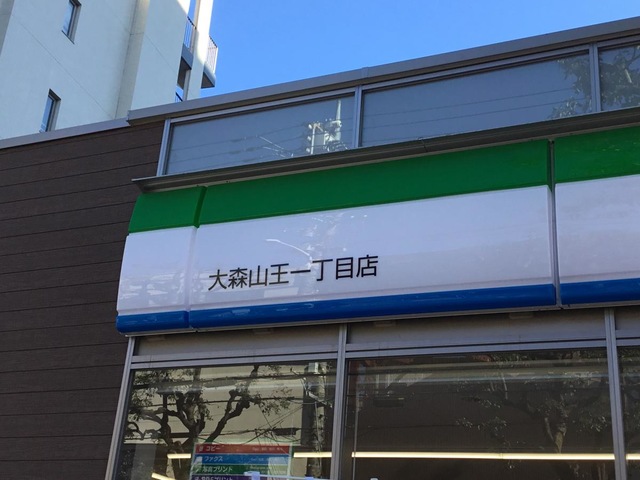 大森山王一丁目店
コピー
ファクス